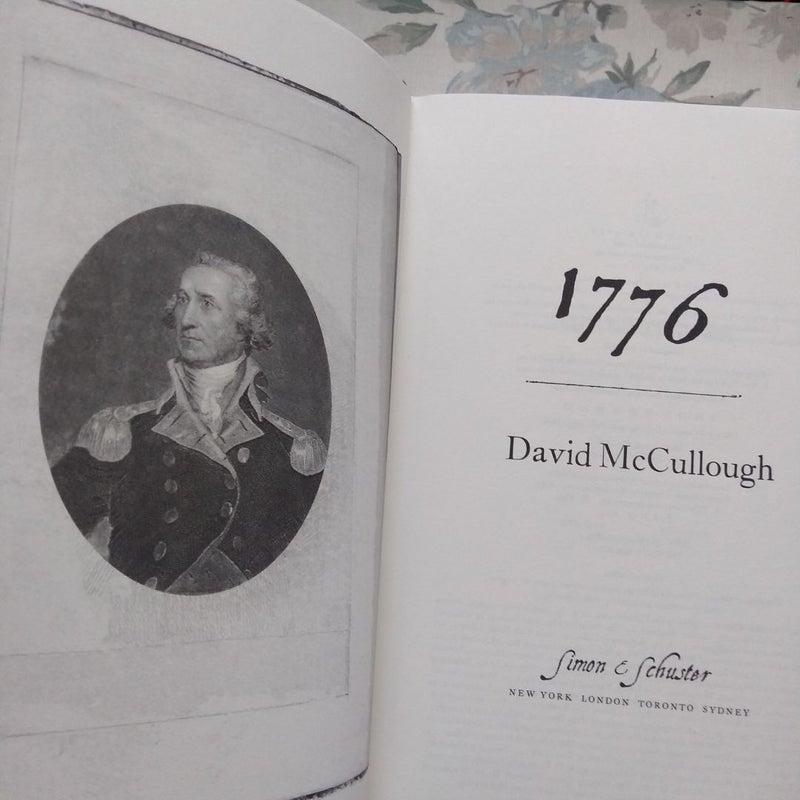 1776
David McCullough
Simon & Schuster
NEW YORK LONDON TORONTO SYDNEY